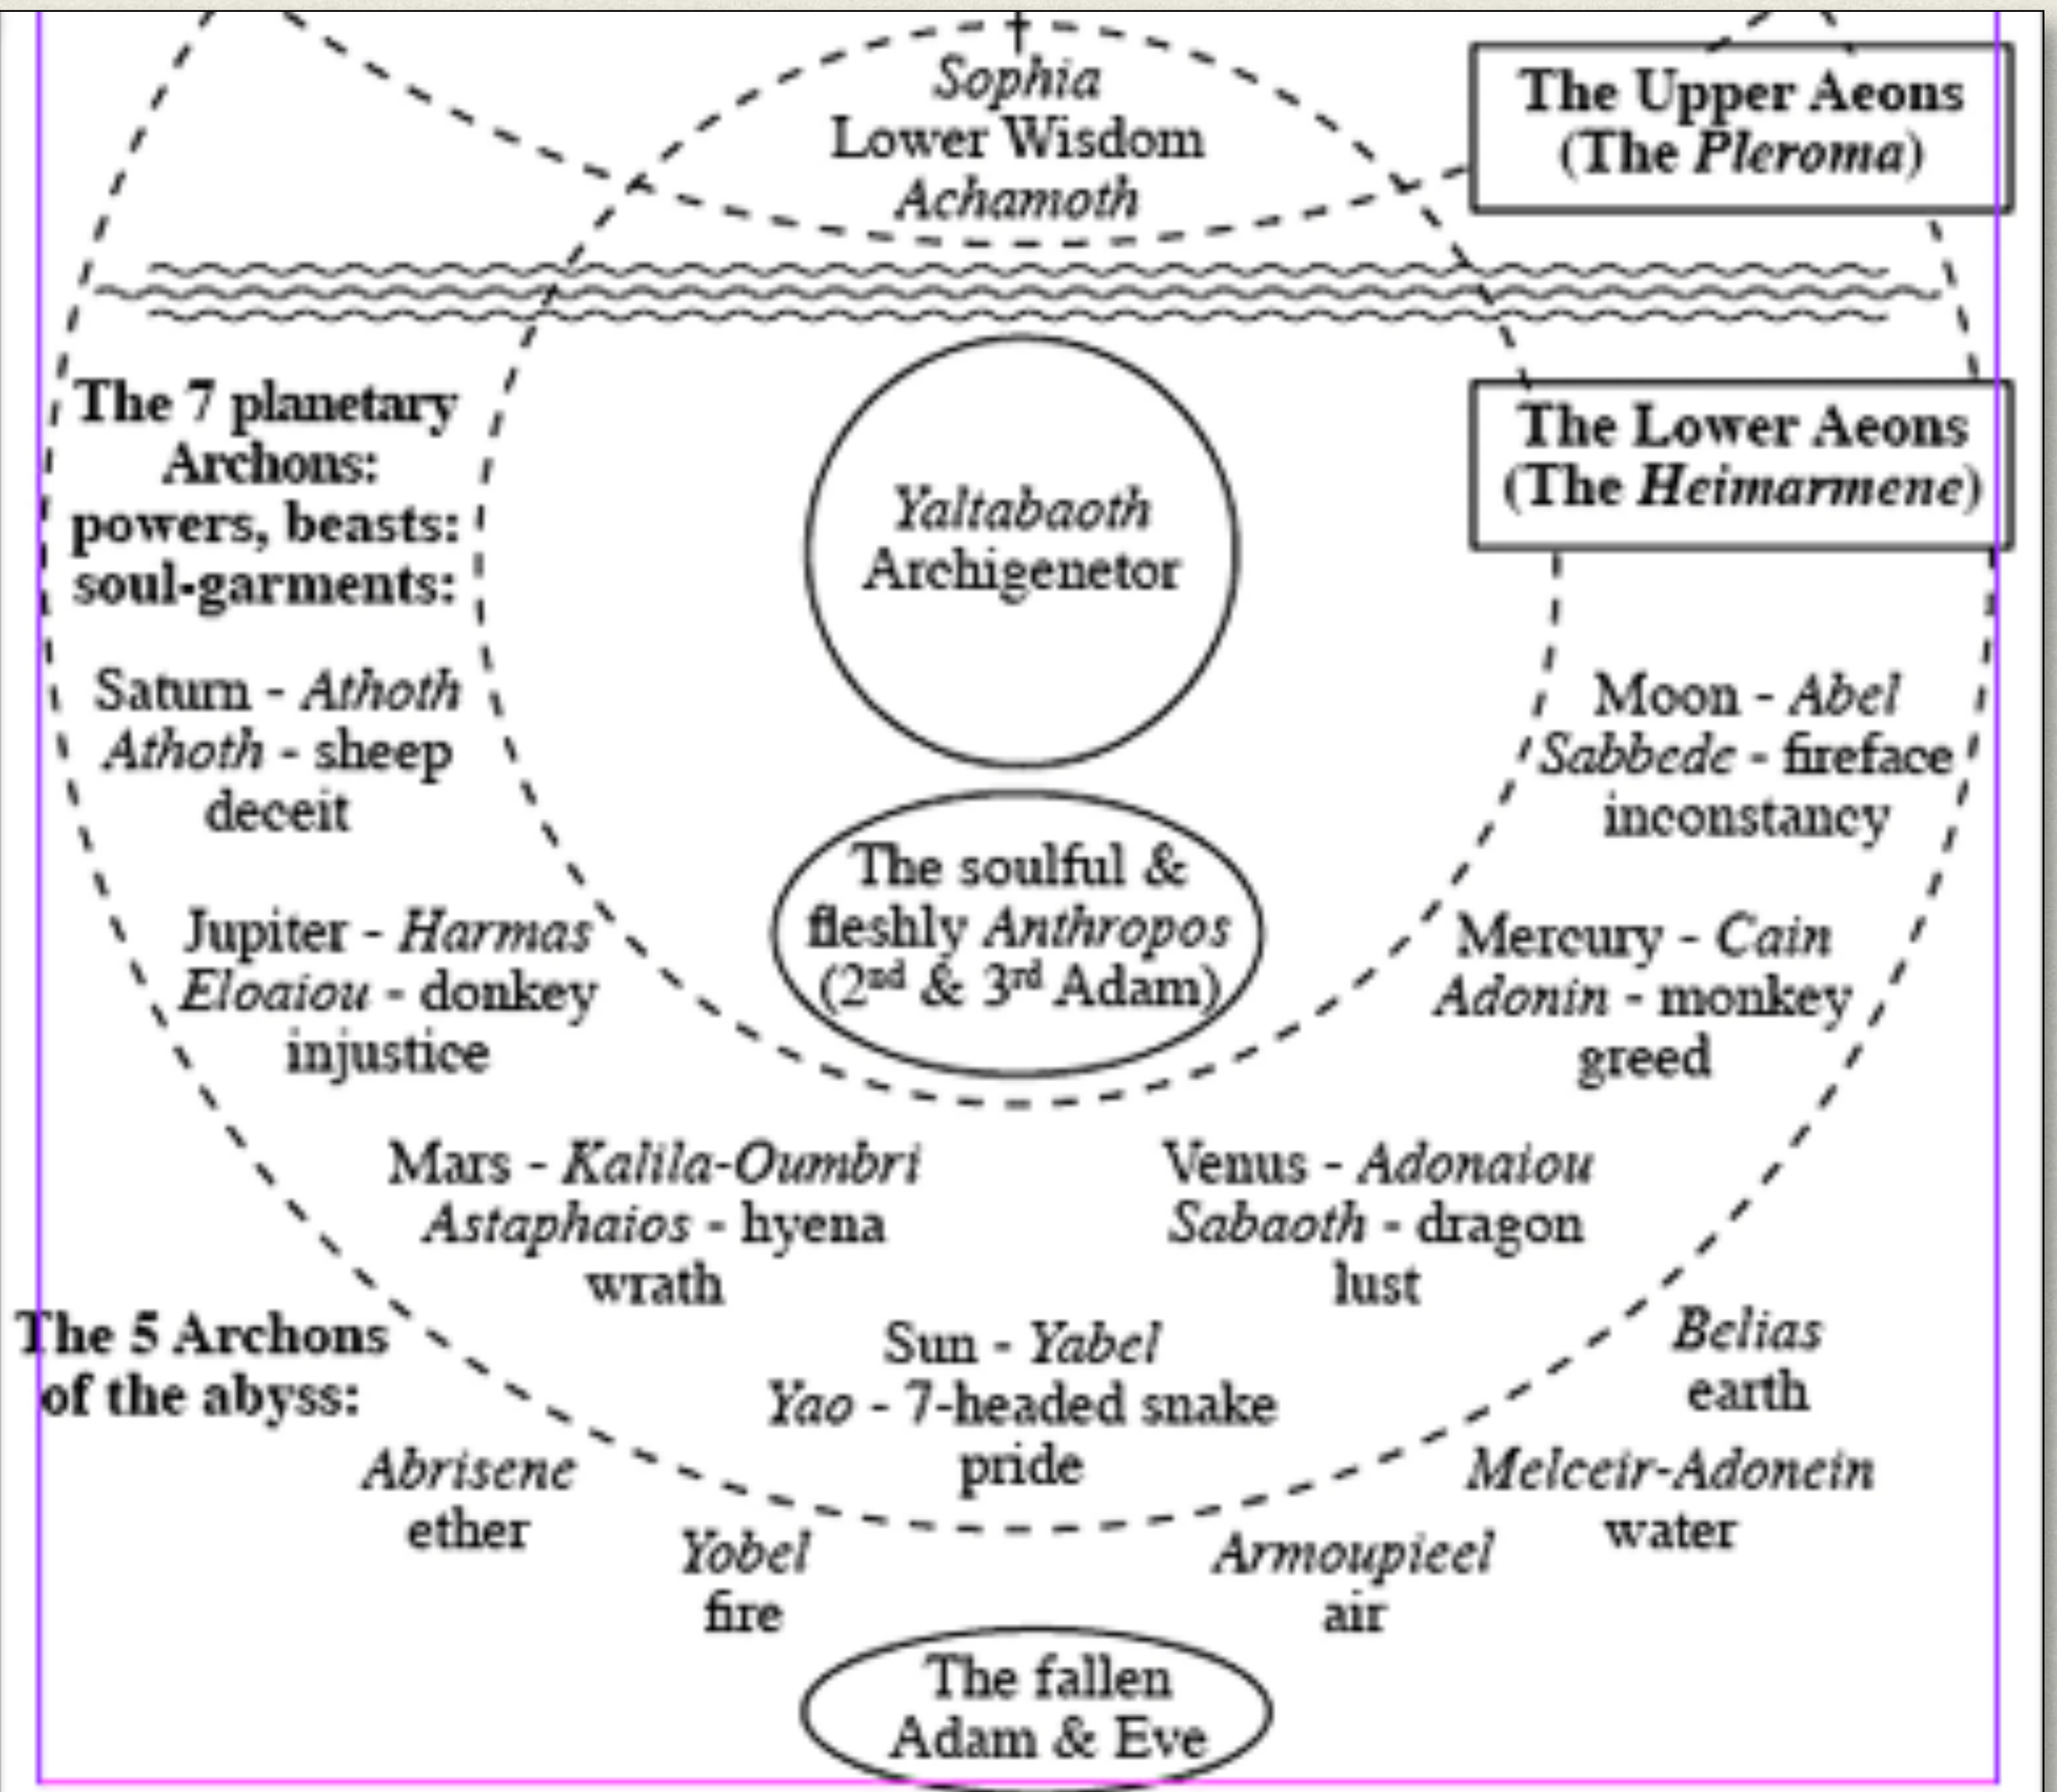 Sophia
Lower Wisdom
Achamoth
The Upper Aeons
(The Pleroma)
The 7 planetary
Archons:
powers, beasts:
soul-garments:
Yaltabaoth
Archigenetor
The Lower Aeons
(The Heimarmene)
Saturn - Athoth
Athoth - sheep
deceit
Moon - Abel
Sabbede - fireface
inconstancy
The soulful &
fleshly Anthropos
(2nd & 3rd Adam)
Jupiter - Harmas
Eloaiou - donkey
injustice
Mercury - Cain
Adonin - monkey
greed
Mars - Kalila-Oumbri
Astaphaios - hyena
wrath
Venus - Adonaiou
Sabaoth - dragon
lust
Sun - Yabel
Yao - 7-headed snake
pride
The 5 Archons
of the abyss:
Abrisene
ether
Yobel
fire
Armoupieel
air
Melceir-Adonein
water
Belias
earth
The fallen
Adam & Eve